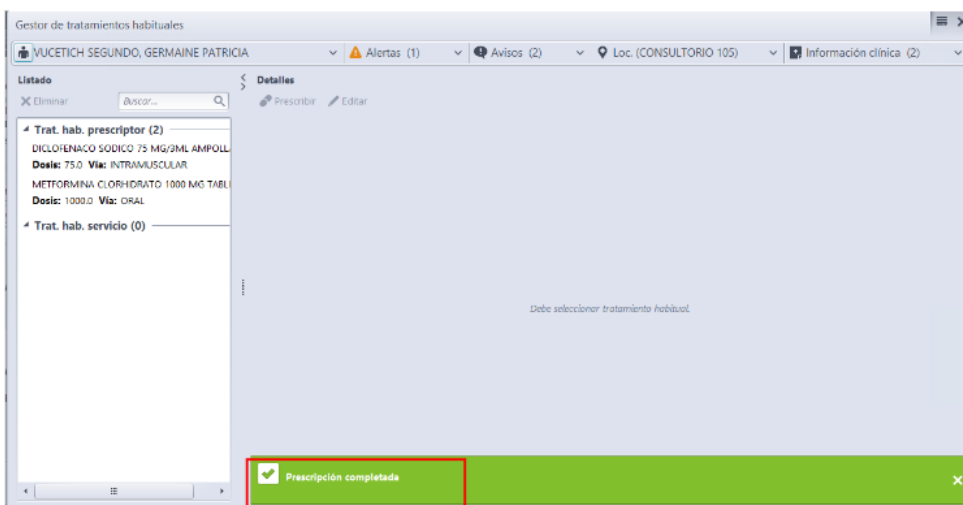 Gestor de tratamientos habituales
VUCETICH SEGUNDO, GERMAINE PATRICIA
Alertas (1)
Avisos (2)
Loc. (CONSULTORIO 105)
Información clínica (2)
Listado
Detalles
Eliminar
Buscar...
Prescribir
Editar
Trat. hab. prescriptor (2)
DICLOFENACO SODICO 75 MG/3ML AMPOLL
Dosis: 75.0 Vía: INTRAMUSCULAR
METFORMINA CLORHIDRATO 1000 MG TABL
Dosis: 1000.0 Vía: ORAL
Trat. hab. servicio (0)
Debe seleccionar tratamiento habitual.
Prescripción completada